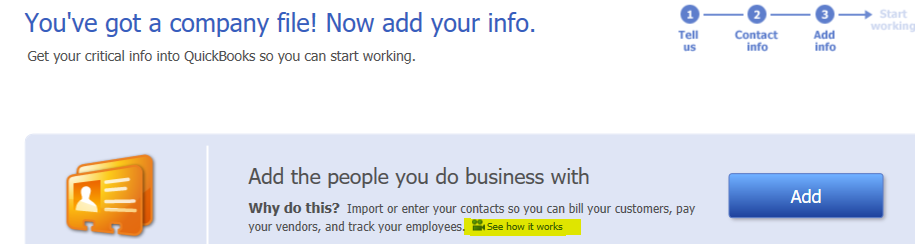 You've got a company file! Now add your info.
Get your critical info into QuickBooks so you can start working.
1 2 3 Start working
Tell us
Contact info
Add info
Add the people you do business with
Why do this? Import or enter your contacts so you can bill your customers, pay
your vendors, and track your employees. See how it works
Add